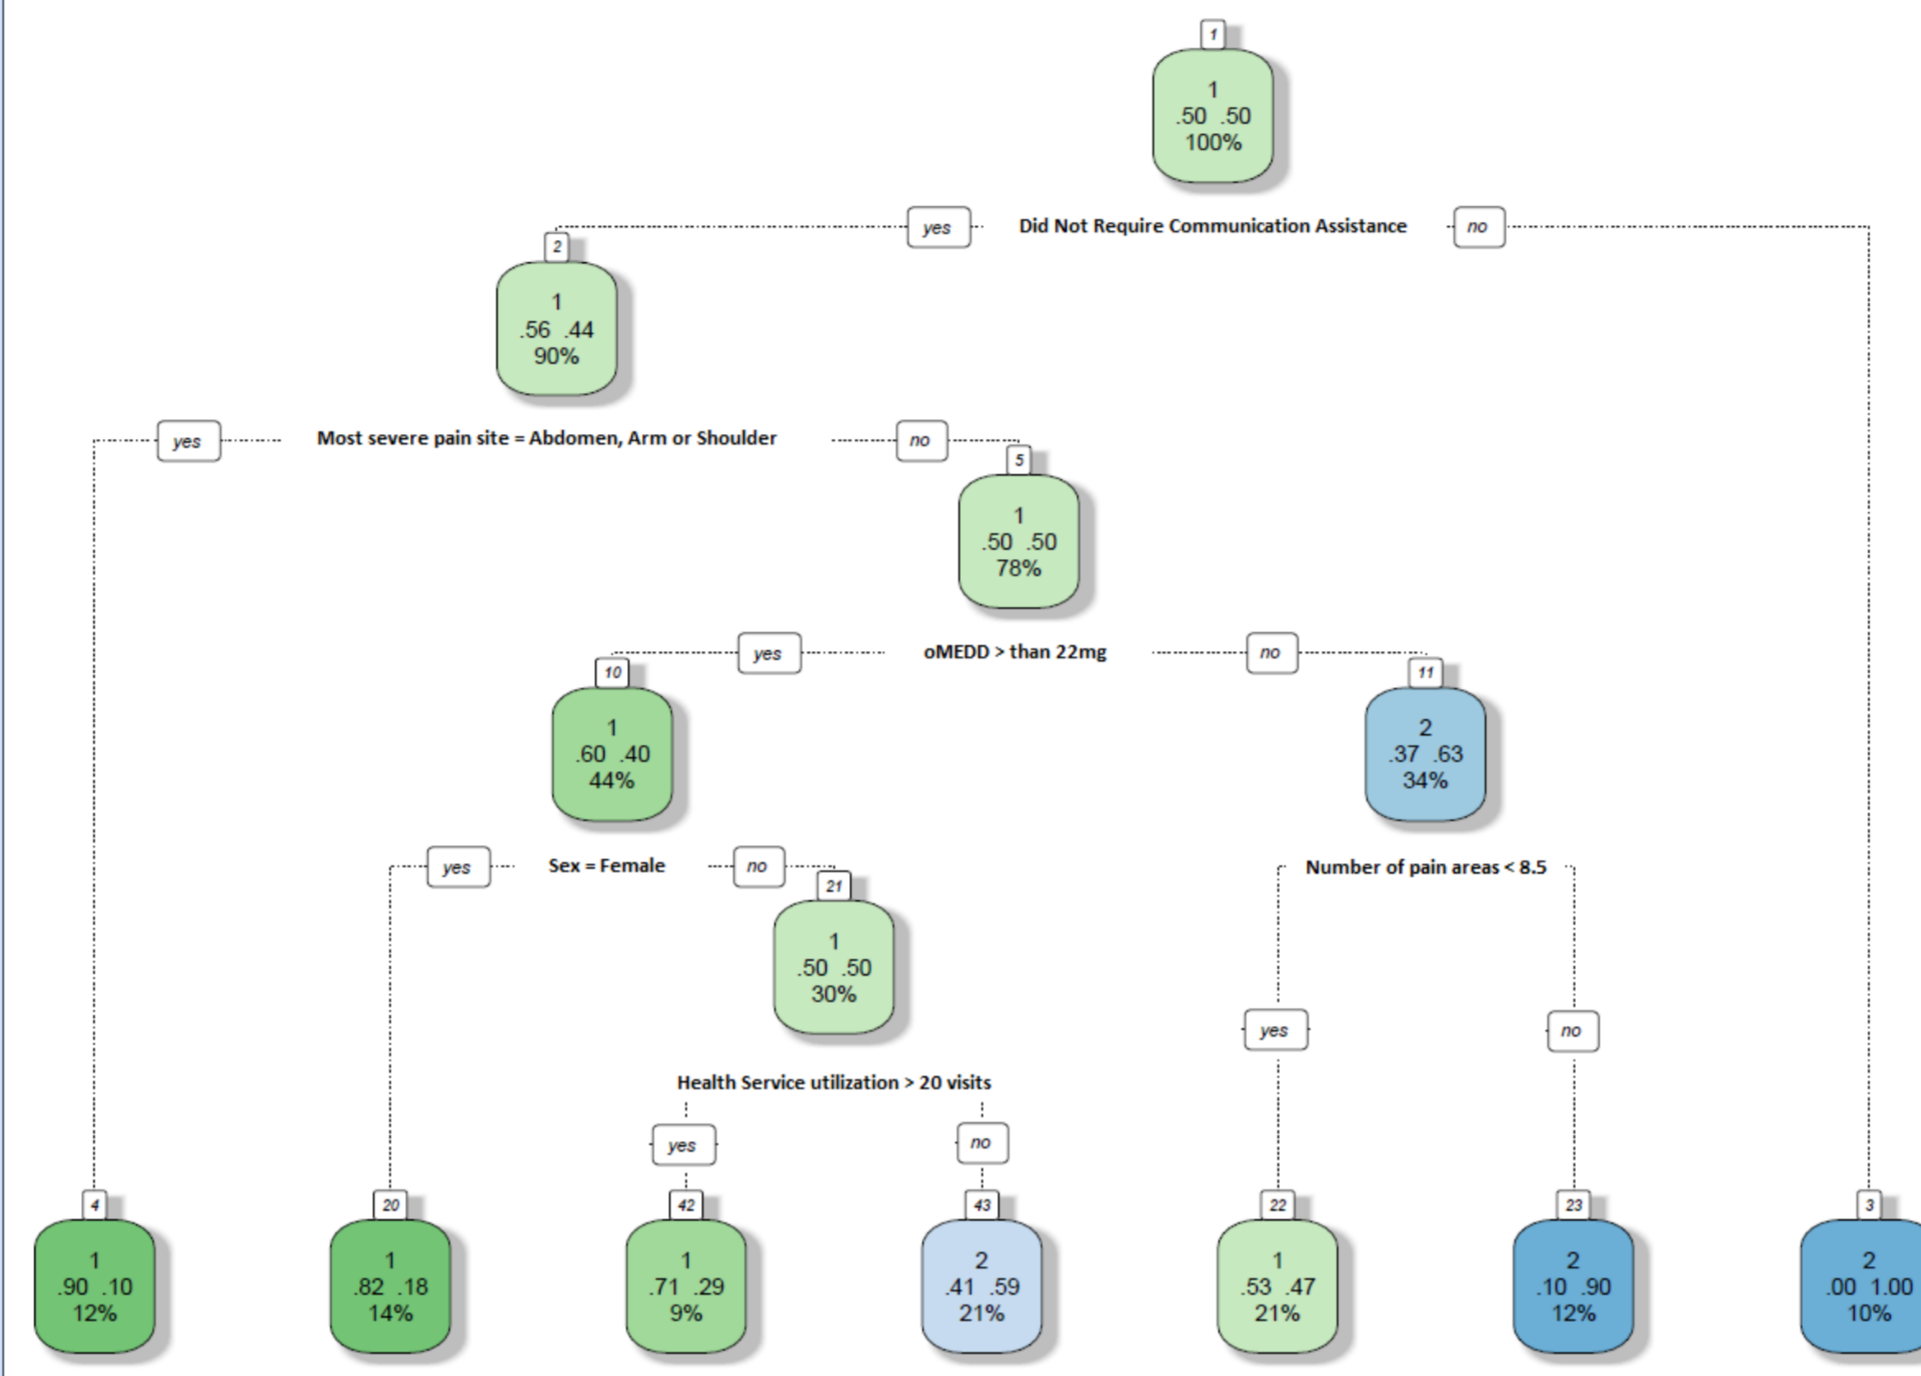 1
1
.50 .50
100%
yes
Did Not Require Communication Assistance
no
2
1
.56 .44
90%
yes
Most severe pain site = Abdomen, Arm or Shoulder
no
5
1
.50 .50
78%
yes
oMEDD > than 22mg
no
10
1
.60 .40
44%
11
2
.37 .63
34%
yes
Sex = Female
no
Number of pain areas < 8.5
21
1
.50 .50
30%
yes
no
Health Service utilization > 20 visits
yes
no
4
1
.90 .10
12%
20
1
.82 .18
14%
42
1
.71 .29
9%
43
2
.41 .59
21%
22
1
.53 .47
21%
23
2
.10 .90
12%
3
2
.00 1.00
10%